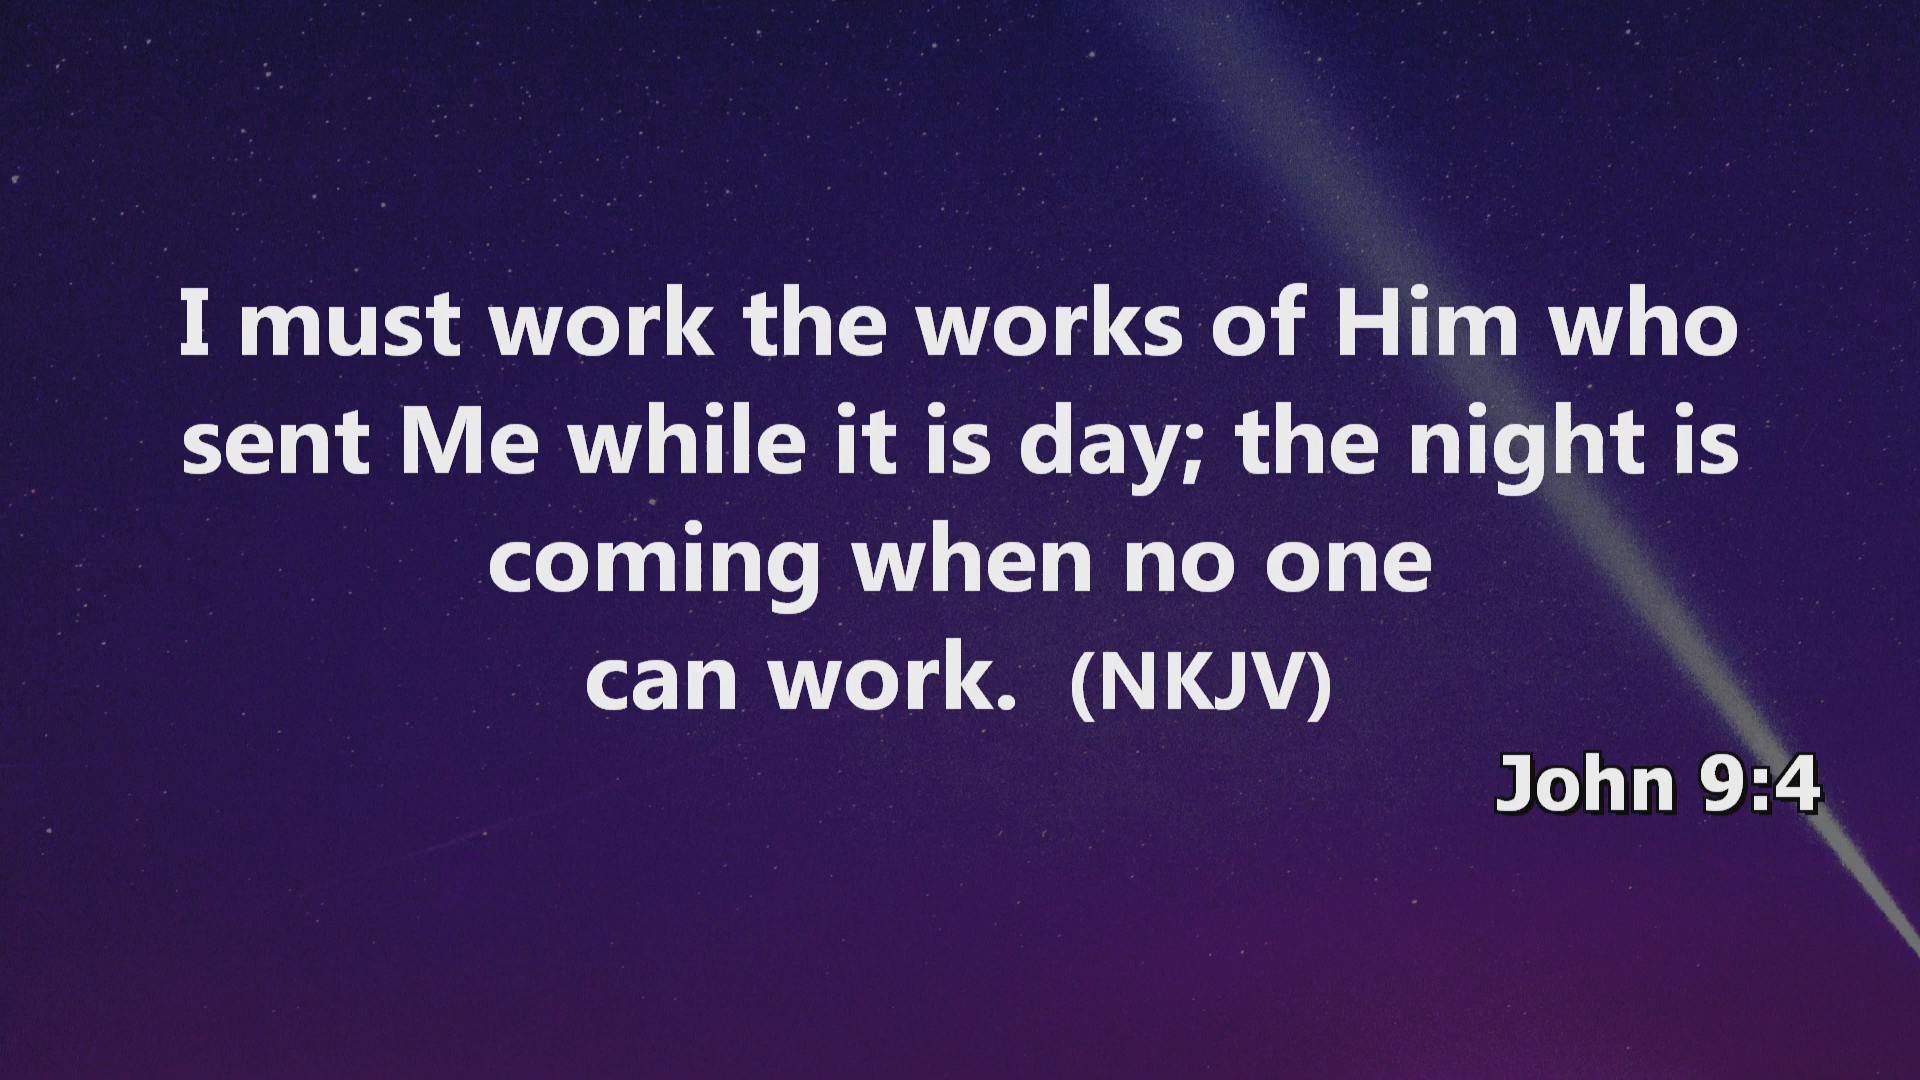 I must work the works of Him who
sent Me while it is day; the night is
coming when no one
can work.  (NKJV)
John 9:4